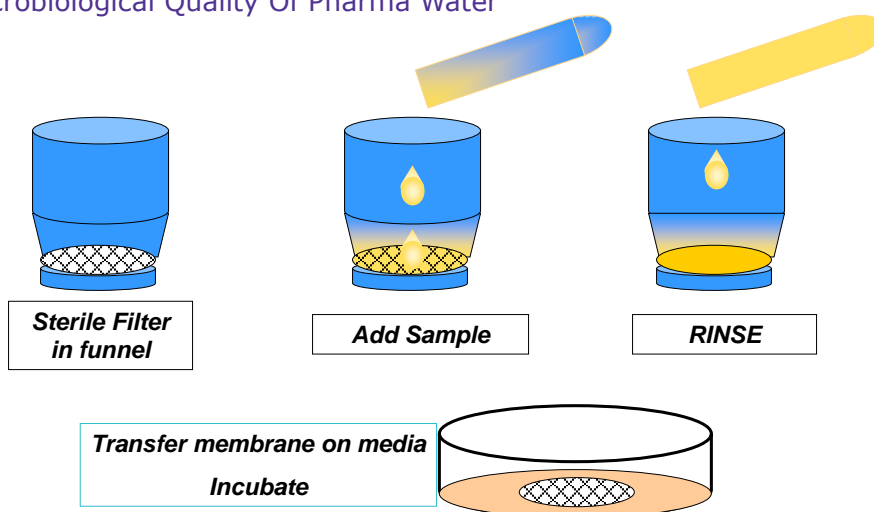 crobiological Quality Of Pharma Water
Sterile Filter
in funnel
Add Sample
RINSE
Transfer membrane on media
Incubate